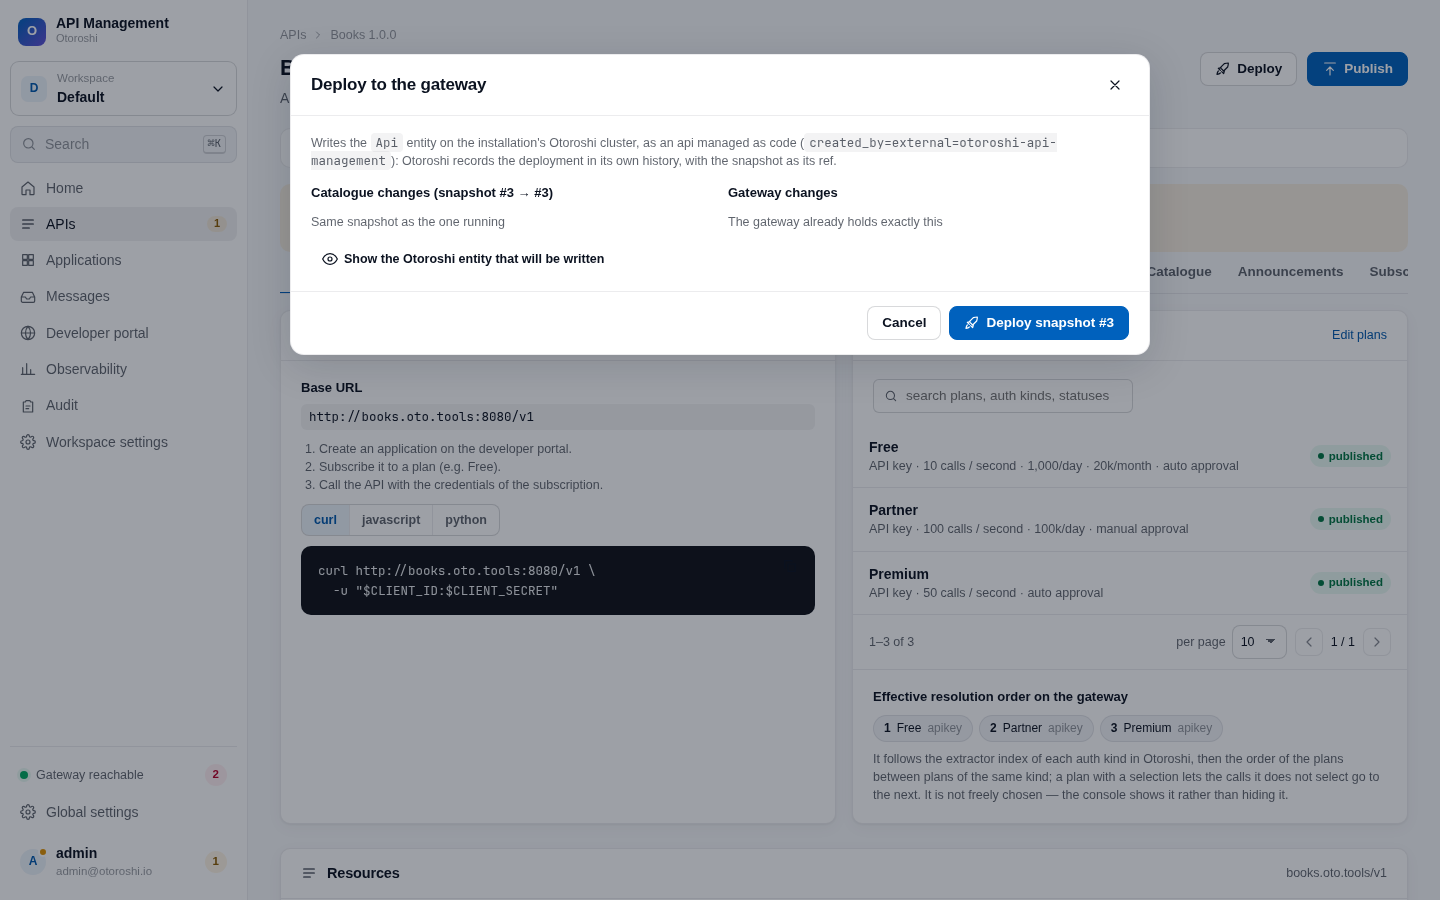 API Management
Otoroshi
D
Workspace
Default
Search
⌘K
Home
APIs
1
Applications
Messages
Developer portal
Observability
Audit
Workspace settings
Gateway reachable
2
Global settings
A
admin
admin@otoroshi.io
1
APIs
Books 1.0.0
Deploy
Publish
Deploy to the gateway
Writes the Api entity on the installation's Otoroshi cluster, as an api managed as code (created_by=external=otoroshi-api-
management): Otoroshi records the deployment in its own history, with the snapshot as its ref.
Catalogue changes (snapshot #3 → #3)
Same snapshot as the one running
Gateway changes
The gateway already holds exactly this
Show the Otoroshi entity that will be written
Cancel
Deploy snapshot #3
Catalogue
Announcements
Subsc
Edit plans
Base URL
http://books.oto.tools:8080/v1
1. Create an application on the developer portal.
2. Subscribe it to a plan (e.g. Free).
3. Call the API with the credentials of the subscription.
curl
javascript
python
curl http://books.oto.tools:8080/v1 \
-u "$CLIENT_ID:$CLIENT_SECRET"
search plans, auth kinds, statuses
Free
API key · 10 calls / second · 1,000/day · 20k/month · auto approval
published
Partner
API key · 100 calls / second · 100k/day · manual approval
published
Premium
API key · 50 calls / second · auto approval
published
1–3 of 3
per page
10
1 / 1
Effective resolution order on the gateway
1 Free apikey
2 Partner apikey
3 Premium apikey
It follows the extractor index of each auth kind in Otoroshi, then the order of the plans
between plans of the same kind; a plan with a selection lets the calls it does not select go to
the next. It is not freely chosen — the console shows it rather than hiding it.
Resources
books.oto.tools/v1